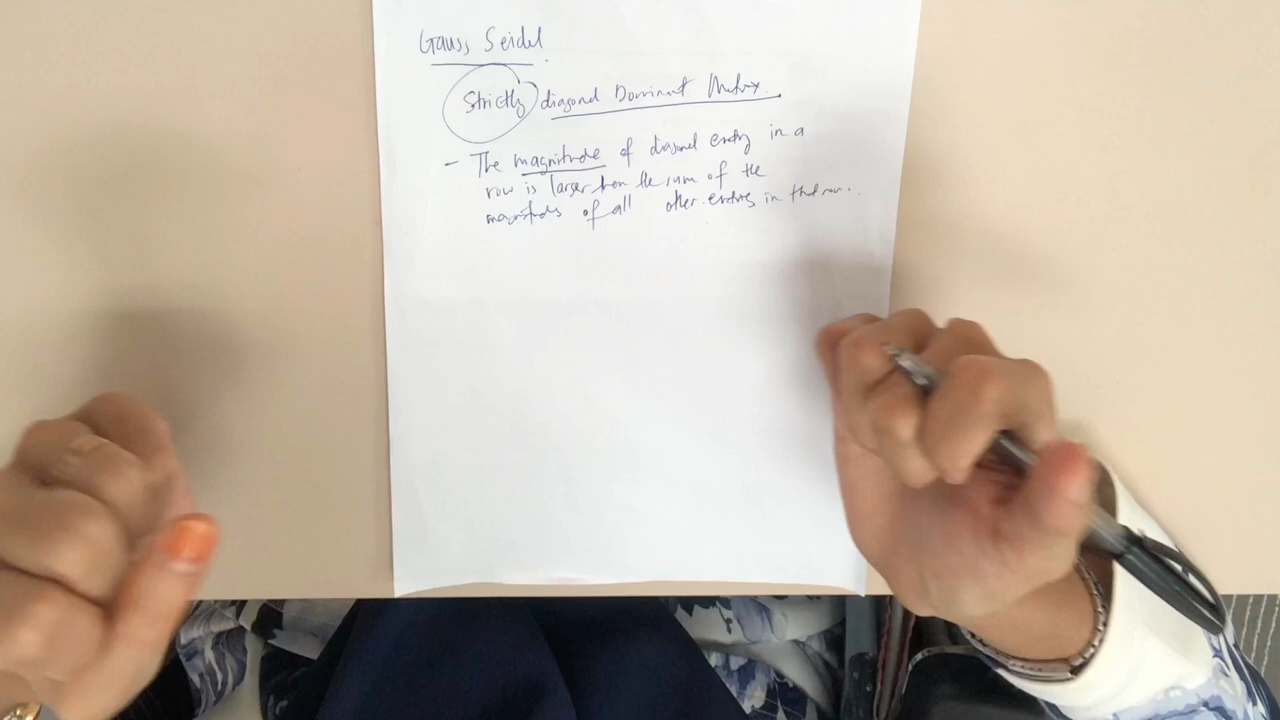 Gauss Seidel
Strictly diagonal Dominant Matrix.
- The magnitude of diagonal entry in a
row is larger than the sum of the
magnitudes of all other entries in that row.